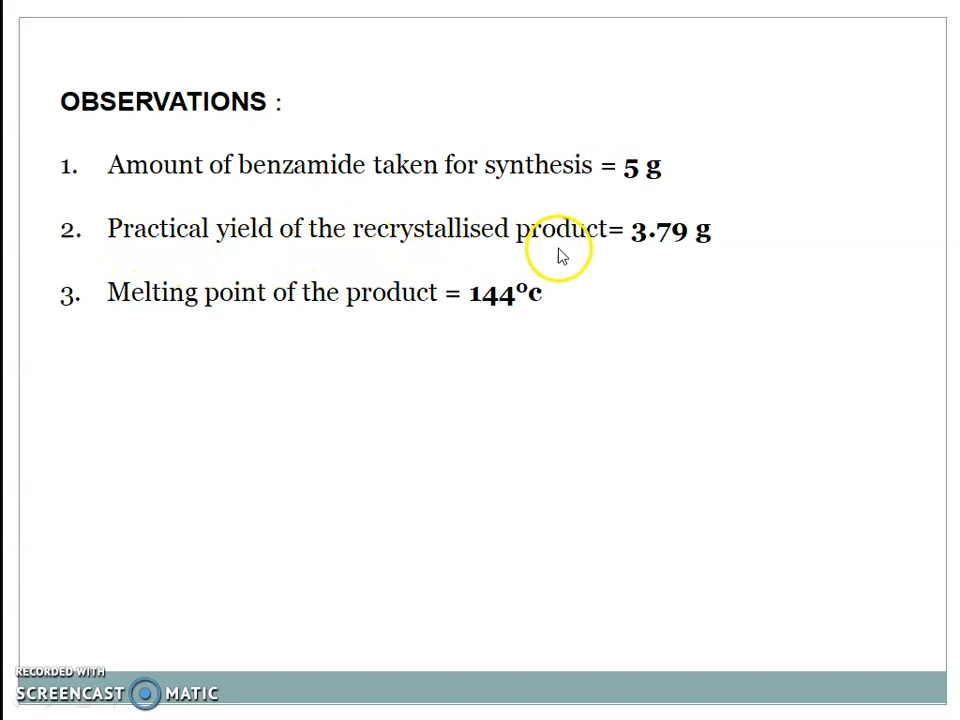 OBSERVATIONS :
1. Amount of benzamide taken for synthesis = 5 g
2. Practical yield of the recrystallised product= 3.79 g
3. Melting point of the product = 144⁰c
RECORDED WITH
SCREENCAST MATIC